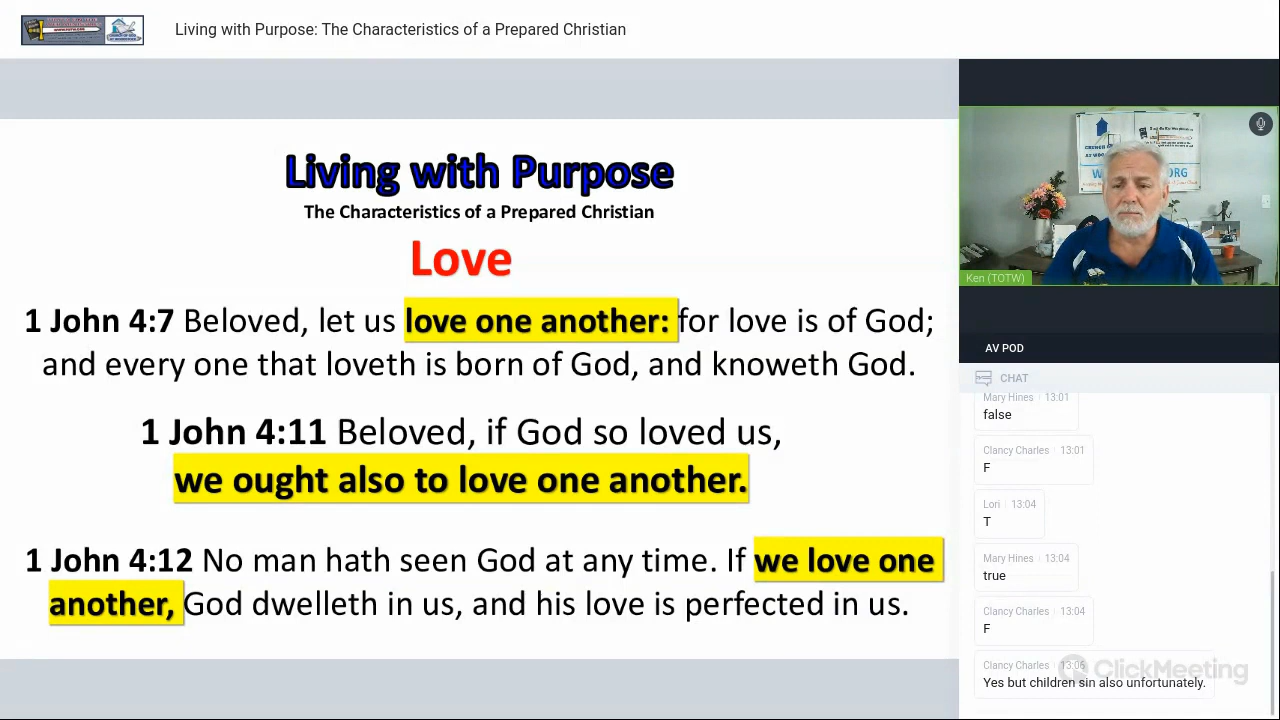 Living with Purpose: The Characteristics of a Prepared Christian
Living with Purpose
The Characteristics of a Prepared Christian
Love
1 John 4:7 Beloved, let us love one another: for love is of God;
and every one that loveth is born of God, and knoweth God.
1 John 4:11 Beloved, if God so loved us,
we ought also to love one another.
1 John 4:12 No man hath seen God at any time. If we love one
another, God dwelleth in us, and his love is perfected in us.
Ken (TOTW)
AV POD
CHAT
Mary Hines 13:01
false
Clancy Charles 13:01
F
Lori 13:04
T
Mary Hines 13:04
true
Clancy Charles 13:04
F
Clancy Charles 13:06
Yes but children sin also unfortunately.
ClickMeeting